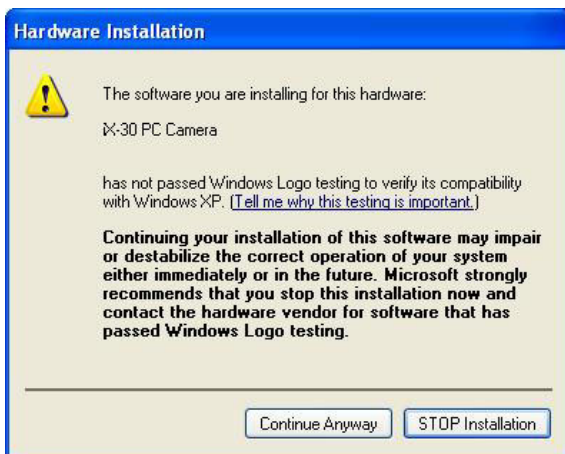 Hardware Installation
The software you are installing for this hardware:
iX-30 PC Camera
has not passed Windows Logo testing to verify its compatibility
with Windows XP. (Tell me why this testing is important.)
Continuing your installation of this software may impair
or destabilize the correct operation of your system
either immediately or in the future. Microsoft strongly
recommends that you stop this installation now and
contact the hardware vendor for software that has
passed Windows Logo testing.
Continue Anyway STOP Installation